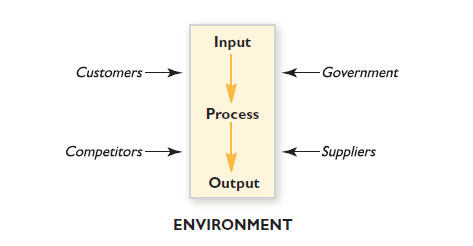 Input
Customers
Government
Process
Competitors
Suppliers
Output
ENVIRONMENT